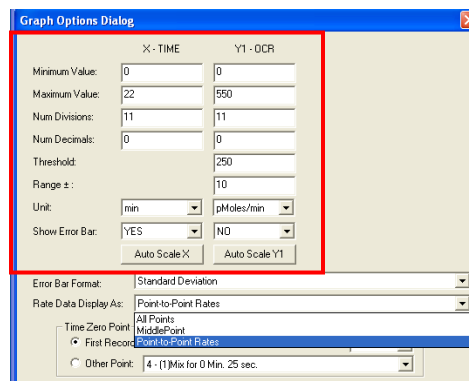 Graph Options Dialog
X - TIME Y1 - OCR
Minimum Value: 0 0
Maximum Value: 22 550
Num Divisions: 11 11
Num Decimals: 0 0
Threshold: 250
Range ± : 10
Unit: min pMoles/min
Show Error Bar: YES NO
Auto Scale X Auto Scale Y1
Error Bar Format: Standard Deviation
Rate Data Display As: Point-to-Point Rates
All Points
Time Zero Point MiddlePoint
First Record Point-to-Point Rates
Other Point: 4 - (1)Mix for 0 Min. 25 sec.